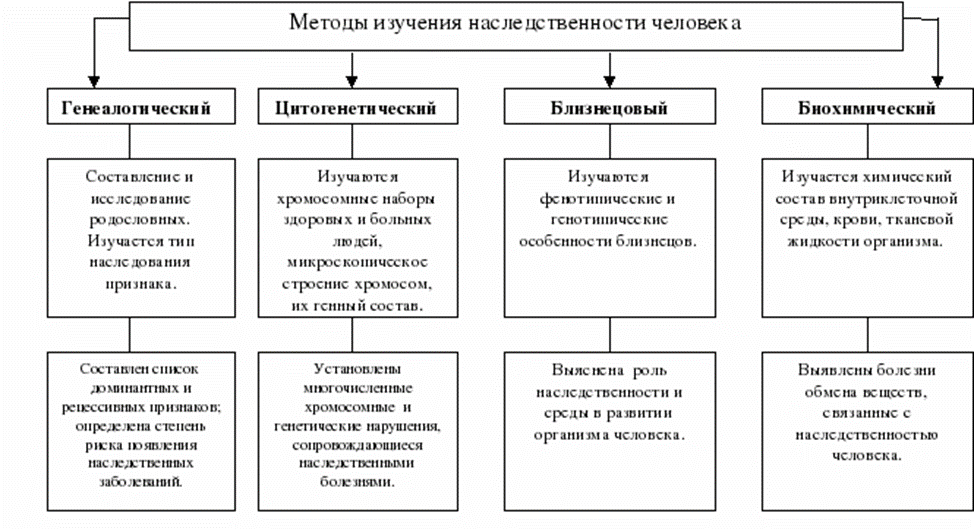 Методы изучения наследственности человека
Генеалогический
Цитогенетический
Близнецовый
Биохимический
Составление и
исследование
родословных.
Изучается тип
наследования
признака.
Изучаются
хромосомные наборы
здоровых и больных
людей,
микроскопическое
строение хромосом,
их генный состав.
Изучаются
фенотипические и
генотипические
особенности близнецов.
Изучается химический
состав внутриклеточной
среды, крови, тканевой
жидкости организма.
Составлен список
доминантных и
рецессивных признаков;
определена степень
риска появления
наследственных
заболеваний.
Установлены
многочисленные
хромосомные и
генетические нарушения,
сопровождающиеся
наследственными
болезнями.
Выяснена роль
наследственности и
среды в развитии
организма человека.
Выявлены болезни
обмена веществ,
связанные с
наследственностью
человека.